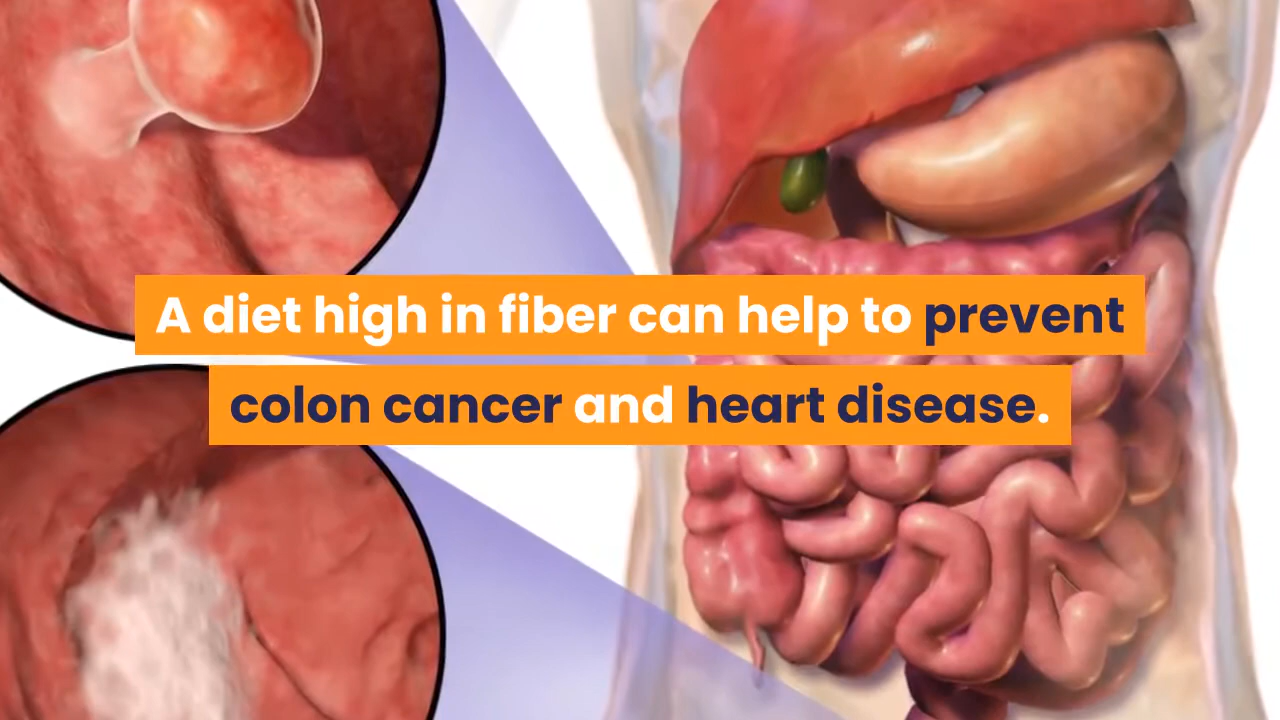 A diet high in fiber can help to prevent
colon cancer and heart disease.